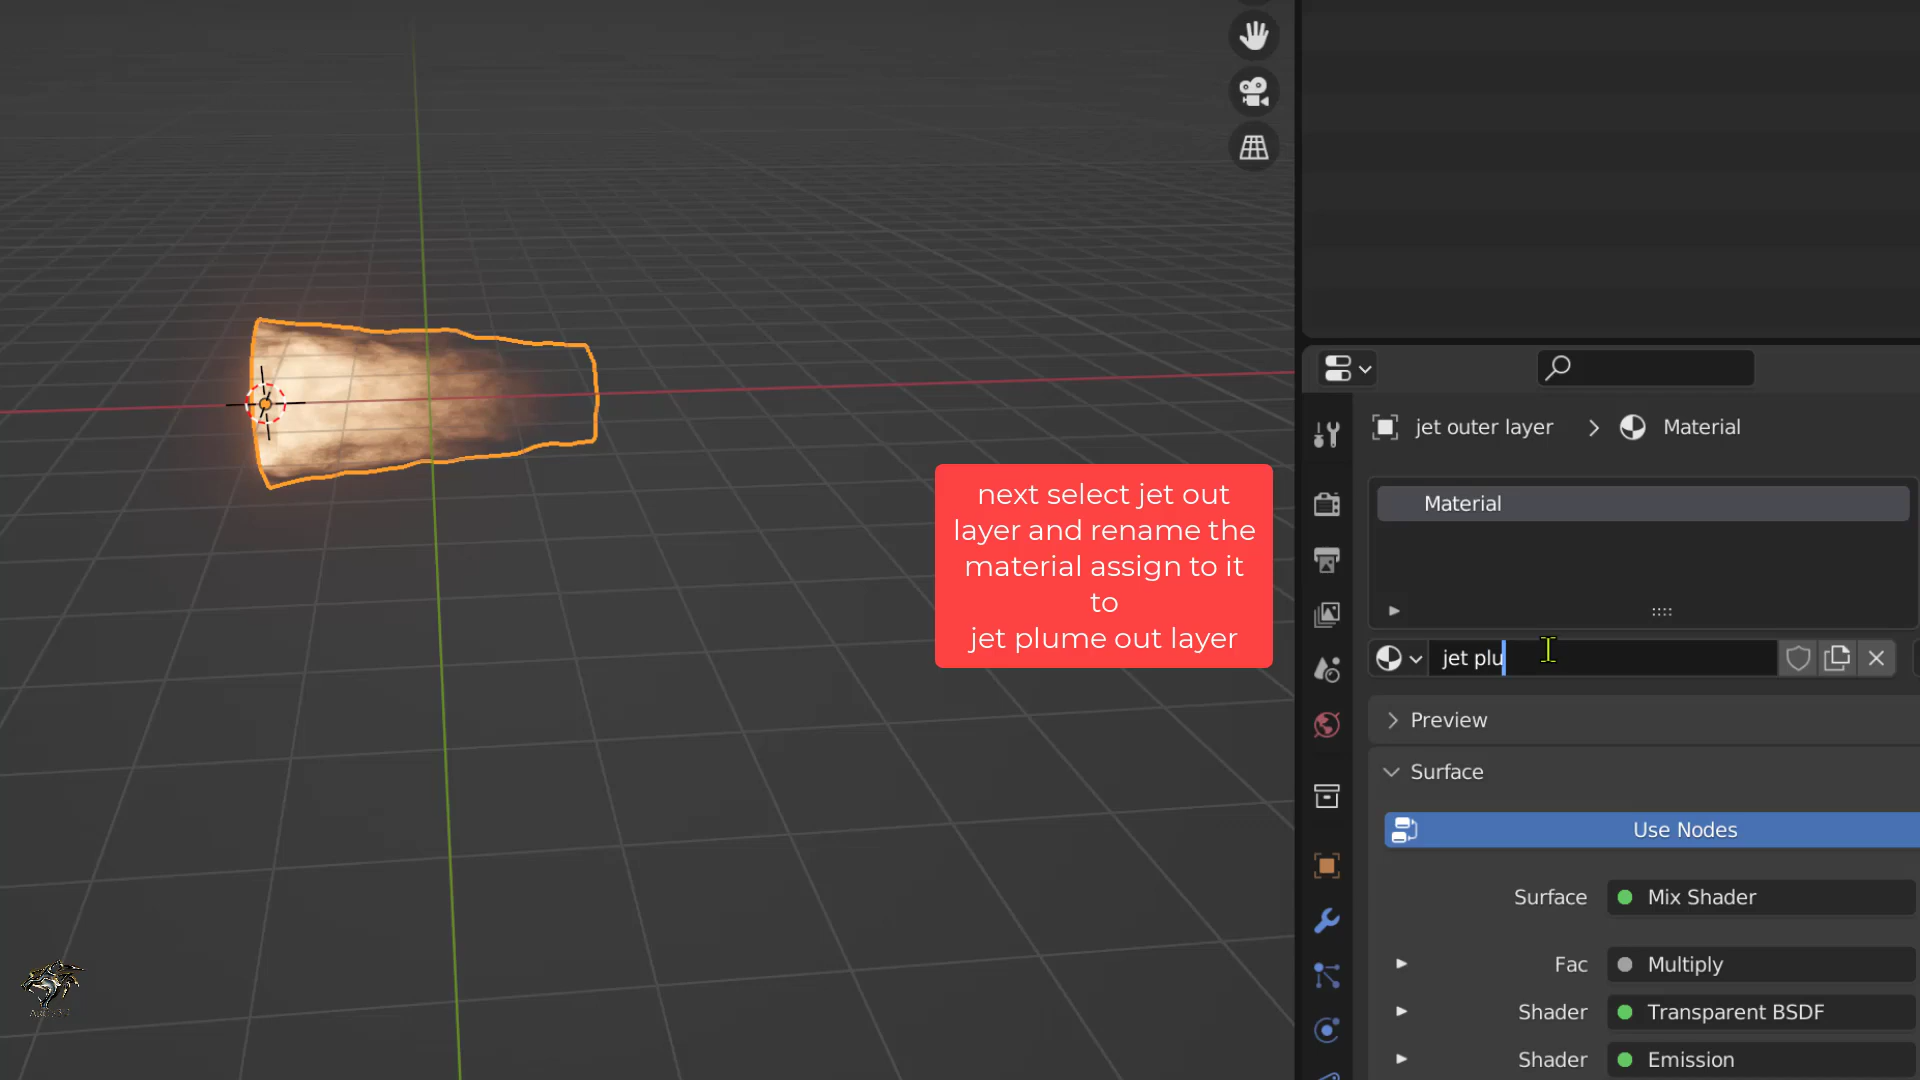 jet outer layer
Material
Material
next select jet out
layer and rename the
material assign to it
to
jet plume out layer
jet plu
Preview
Surface
Use Nodes
Surface
Mix Shader
Fac
Multiply
Shader
Transparent BSDF
Shader
Emission